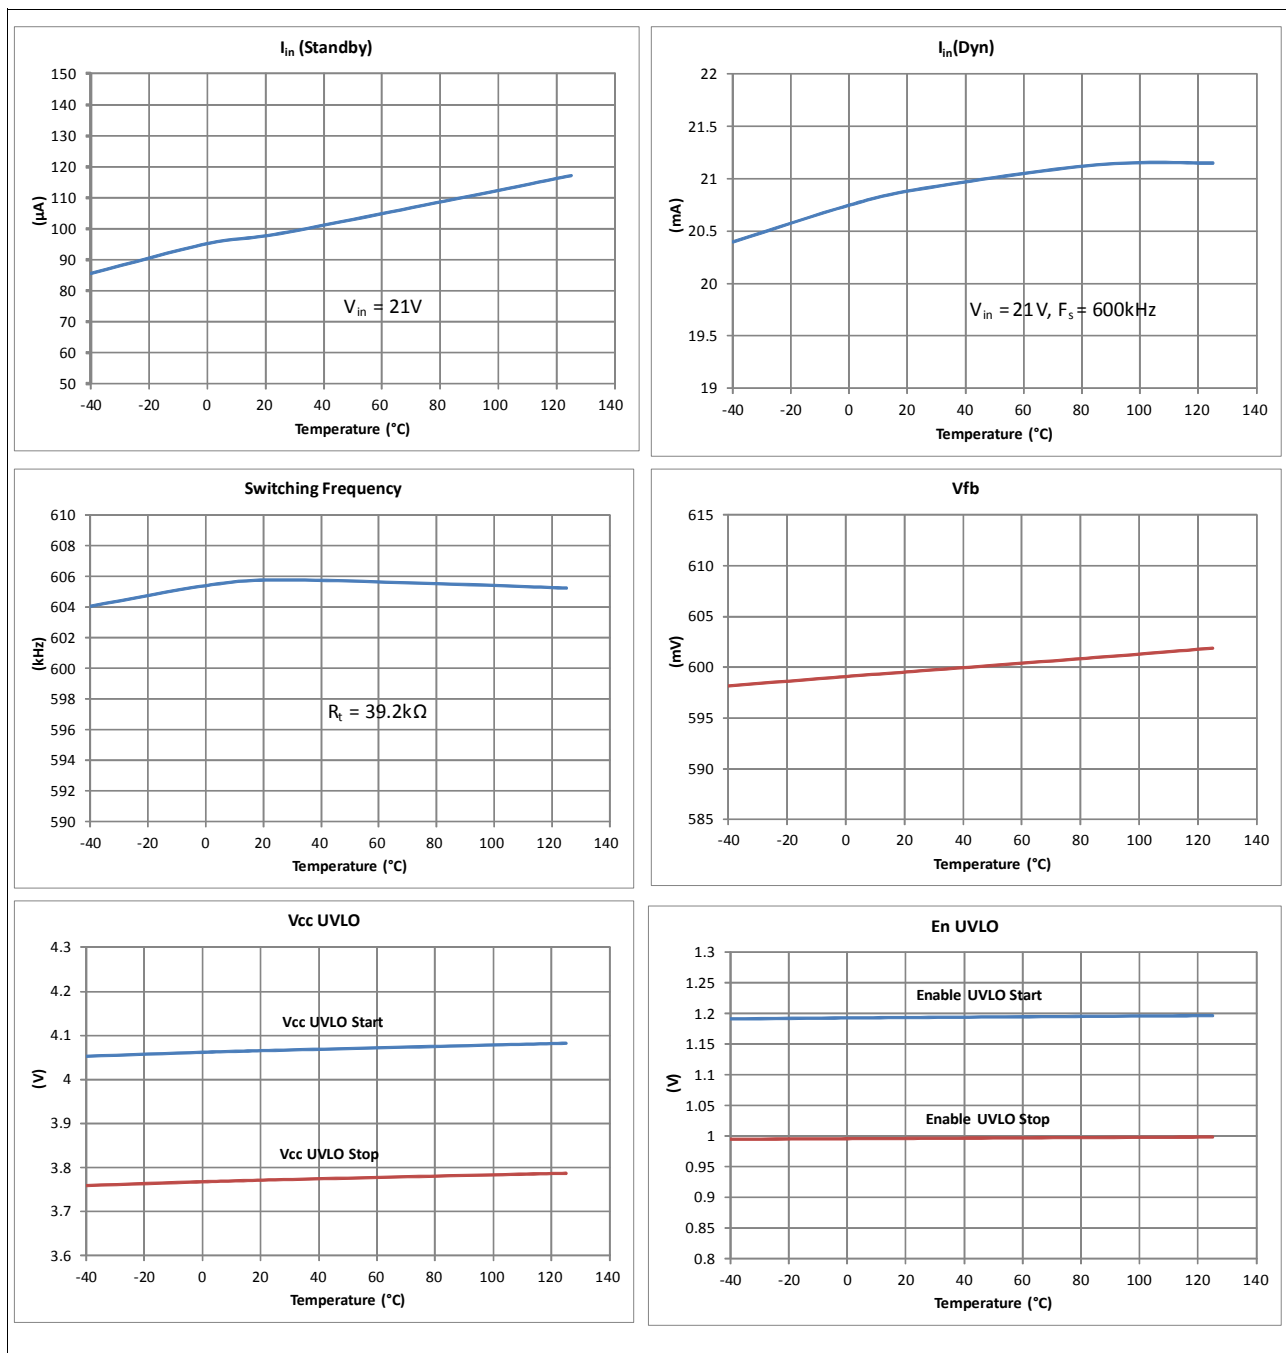 I_in (Standby)
150
140
130
120
110
100
90
80
70
60
50
(µA)
V_in = 21V
-40 -20 0 20 40 60 80 100 120 140
Temperature (°C)
I_in(Dyn)
22
21.5
21
20.5
20
19.5
19
(mA)
V_in = 21V, F_s = 600kHz
-40 -20 0 20 40 60 80 100 120 140
Temperature (°C)
Switching Frequency
610
608
606
604
602
600
598
596
594
592
590
(kHz)
R_t = 39.2kΩ
-40 -20 0 20 40 60 80 100 120 140
Temperature (°C)
Vfb
615
610
605
600
595
590
585
(mV)
-40 -20 0 20 40 60 80 100 120 140
Temperature (°C)
Vcc UVLO
4.3
4.2
4.1
4
3.9
3.8
3.7
3.6
(V)
Vcc UVLO Start
Vcc UVLO Stop
-40 -20 0 20 40 60 80 100 120 140
Temperature (°C)
En UVLO
1.3
1.25
1.2
1.15
1.1
1.05
1
0.95
0.9
0.85
0.8
(V)
Enable UVLO Start
Enable UVLO Stop
-40 -20 0 20 40 60 80 100 120 140
Temperature (°C)